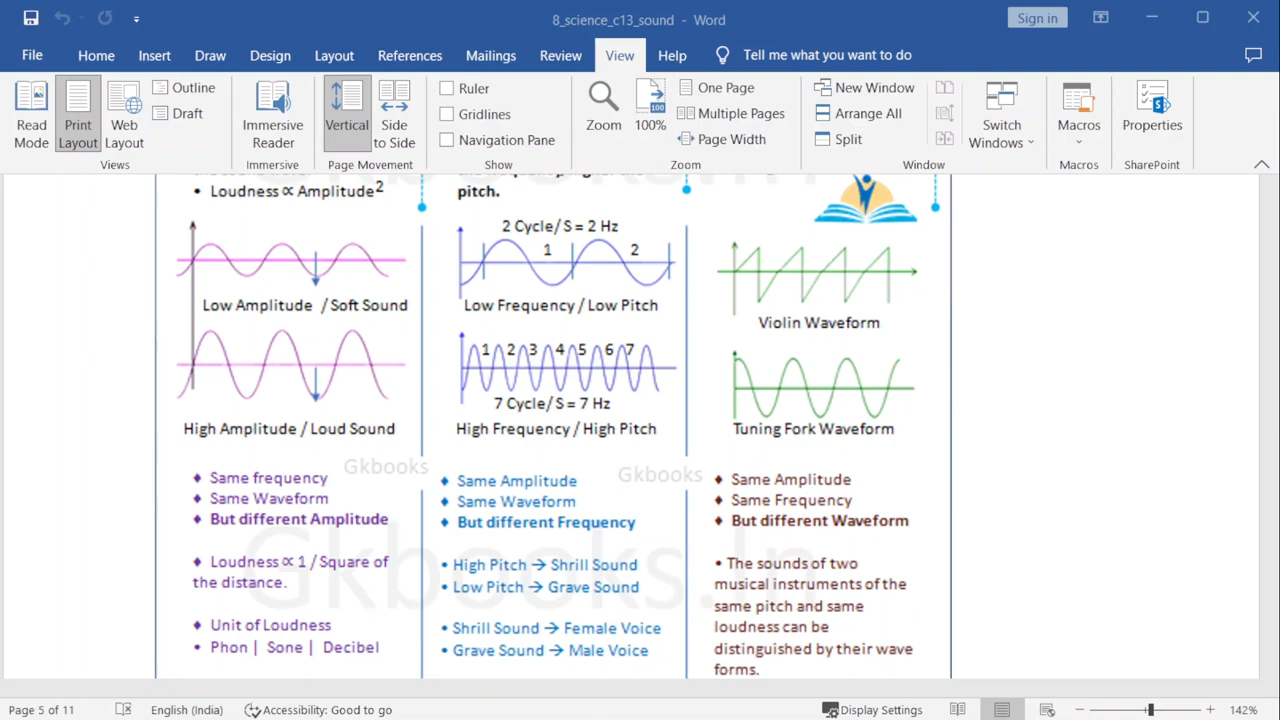 8_science_c13_sound - Word
Sign in
File Home Insert Draw Design Layout References Mailings Review View Help Tell me what you want to do
Read Mode
Print Layout
Web Layout
Outline
Draft
Views
Immersive Reader
Immersive
Vertical
Side to Side
Page Movement
Ruler
Gridlines
Navigation Pane
Show
Zoom
100
100%
One Page
Multiple Pages
Page Width
Zoom
New Window
Arrange All
Split
Switch Windows
Window
Macros
Macros
Properties
SharePoint
• Loudness ∝ Amplitude²
Low Amplitude / Soft Sound
High Amplitude / Loud Sound
♦ Same frequency
♦ Same Waveform
♦ But different Amplitude
♦ Loudness ∝ 1 / Square of
the distance.
♦ Unit of Loudness
• Phon | Sone | Decibel
pitch.
2 Cycle/ S = 2 Hz
1 2
Low Frequency / Low Pitch
1 2 3 4 5 6 7
7 Cycle/ S = 7 Hz
High Frequency / High Pitch
♦ Same Amplitude
♦ Same Waveform
♦ But different Frequency
• High Pitch → Shrill Sound
• Low Pitch → Grave Sound
• Shrill Sound → Female Voice
• Grave Sound → Male Voice
Violin Waveform
Tuning Fork Waveform
♦ Same Amplitude
♦ Same Frequency
♦ But different Waveform
• The sounds of two
musical instruments of the
same pitch and same
loudness can be
distinguished by their wave
forms.
Gkbooks
Gkbooks
Gkbooks.In
Page 5 of 11 English (India) Accessibility: Good to go Display Settings 142%